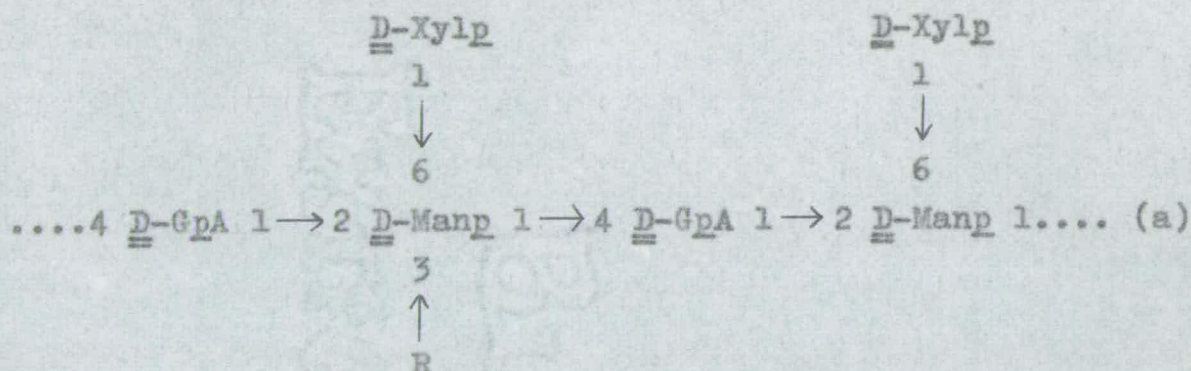 D-Xylp D-Xylp
1 1
↓ ↓
6 6
....4 D-GpA 1→2 D-Manp 1→4 D-GpA 1→2 D-Manp 1.... (a)
3
↑
R